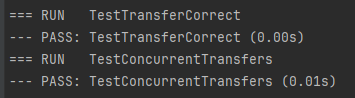 === RUN   TestTransferCorrect
--- PASS: TestTransferCorrect (0.00s)
=== RUN   TestConcurrentTransfers
--- PASS: TestConcurrentTransfers (0.01s)